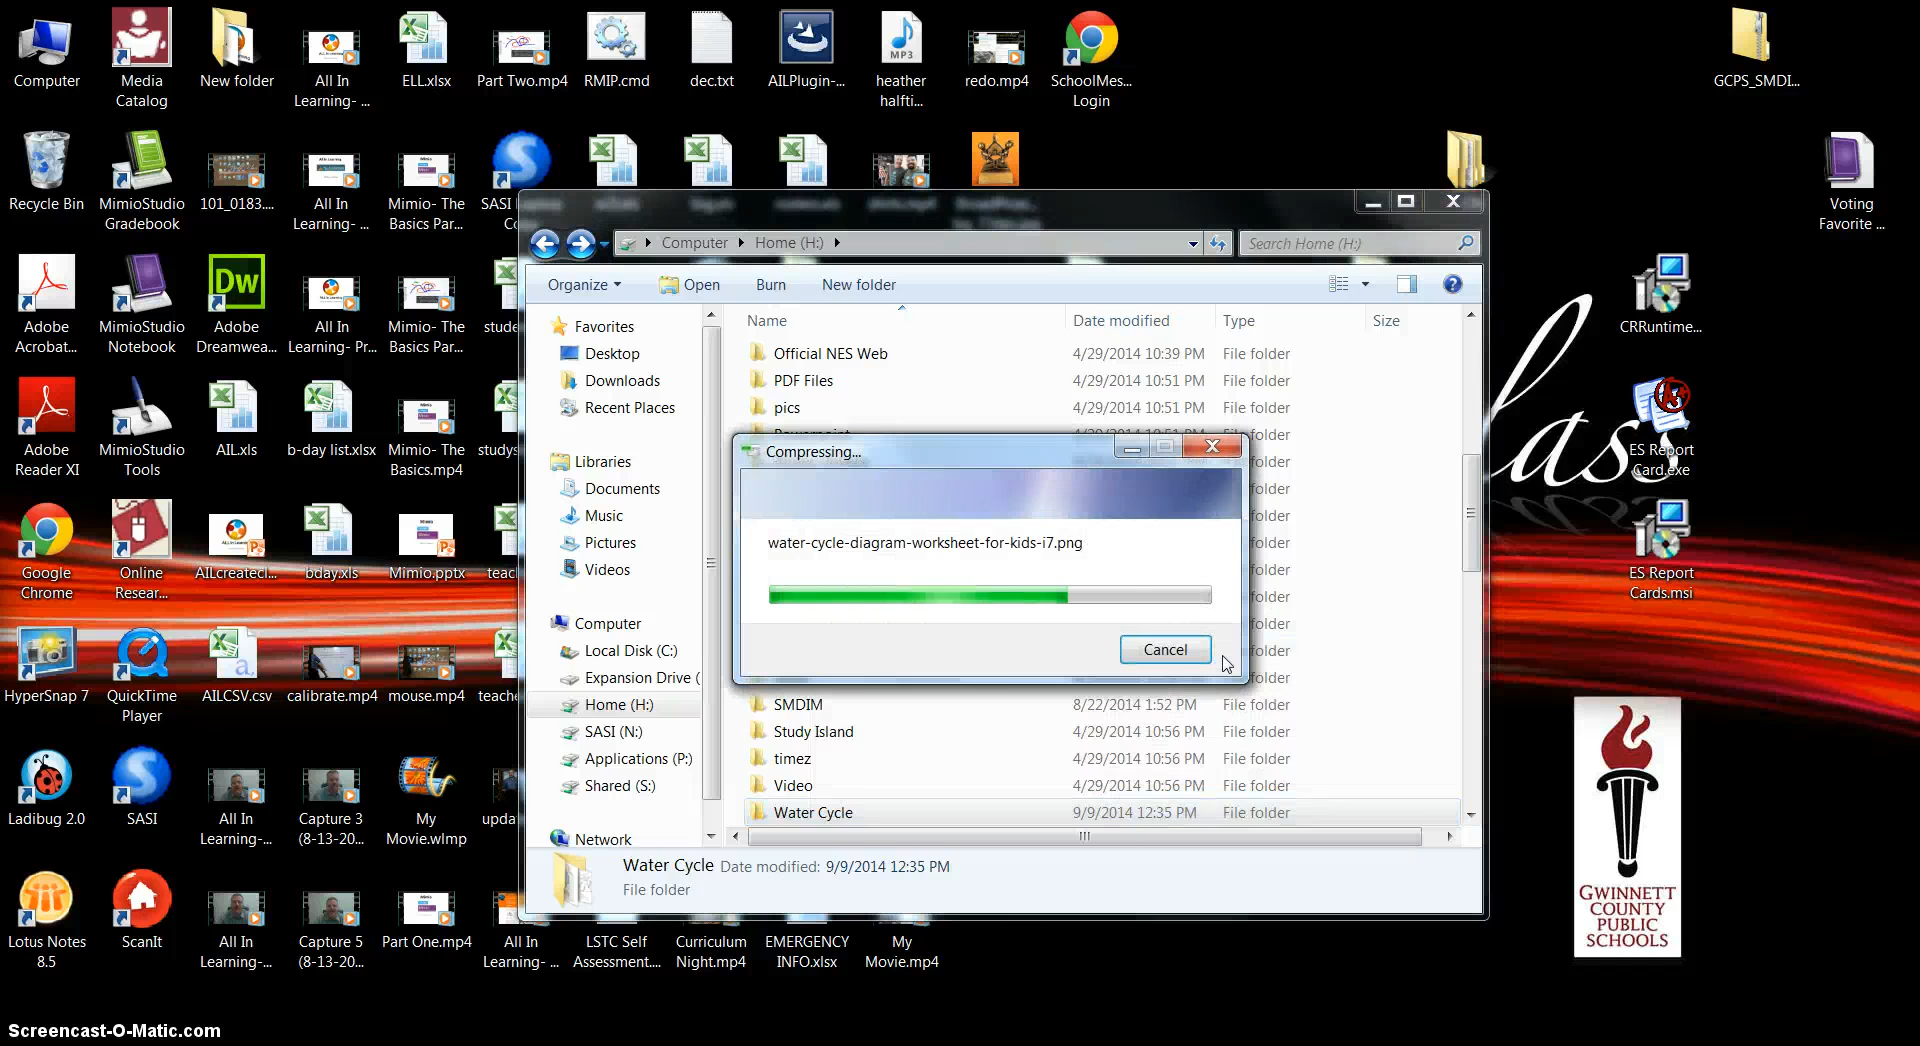 Computer
Media
Catalog
New folder
All In
Learning- ...
ELL.xlsx
Part Two.mp4
RMIP.cmd
dec.txt
AILPlugin-...
MP3
heather
halfti...
redo.mp4
SchoolMes...
Login
GCPS_SMDI...
Recycle Bin
MimioStudio
Gradebook
101_0183....
All In
Learning- ...
Mimio- The
Basics Par...
SASI
Voting
Favorite ...
Computer
Home (H:)
Search Home (H:)
Organize
Open
Burn
New folder
Adobe
Acrobat...
MimioStudio
Notebook
Dw
Adobe
Dreamwea...
All In
Learning- Pr...
Mimio- The
Basics Par...
stude
Favorites
Desktop
Downloads
Recent Places
Libraries
Documents
Music
Pictures
Videos
Computer
Local Disk (C:)
Expansion Drive (
Home (H:)
SASI (N:)
Applications (P:)
Shared (S:)
Network
Name
Date modified
Type
Size
Official NES Web
4/29/2014 10:39 PM
File folder
PDF Files
4/29/2014 10:51 PM
File folder
pics
4/29/2014 10:51 PM
File folder
Compressing...
water-cycle-diagram-worksheet-for-kids-i7.png
Cancel
folder
folder
folder
folder
folder
folder
folder
folder
SMDIM
8/22/2014 1:52 PM
File folder
Study Island
4/29/2014 10:56 PM
File folder
timez
4/29/2014 10:56 PM
File folder
Video
4/29/2014 10:56 PM
File folder
Water Cycle
9/9/2014 12:35 PM
File folder
Water Cycle Date modified: 9/9/2014 12:35 PM
File folder
CRRuntime...
lass
ES Report
Card.exe
ES Report
Cards.msi
GWINNETT
COUNTY
PUBLIC
SCHOOLS
Adobe
Reader XI
MimioStudio
Tools
AIL.xls
b-day list.xlsx
Mimio- The
Basics.mp4
studys
Google
Chrome
Online
Resear...
AILcreatecl...
bday.xls
Mimio.pptx
teac
HyperSnap 7
QuickTime
Player
AILCSV.csv
calibrate.mp4
mouse.mp4
teache
Ladibug 2.0
SASI
All In
Learning-...
Capture 3
(8-13-20...
My
Movie.wlmp
updat
Lotus Notes
8.5
ScanIt
All In
Learning-...
Capture 5
(8-13-20...
Part One.mp4
All In
Learning- ...
LSTC Self
Assessment....
Curriculum
Night.mp4
EMERGENCY
INFO.xlsx
My
Movie.mp4
Screencast-O-Matic.com